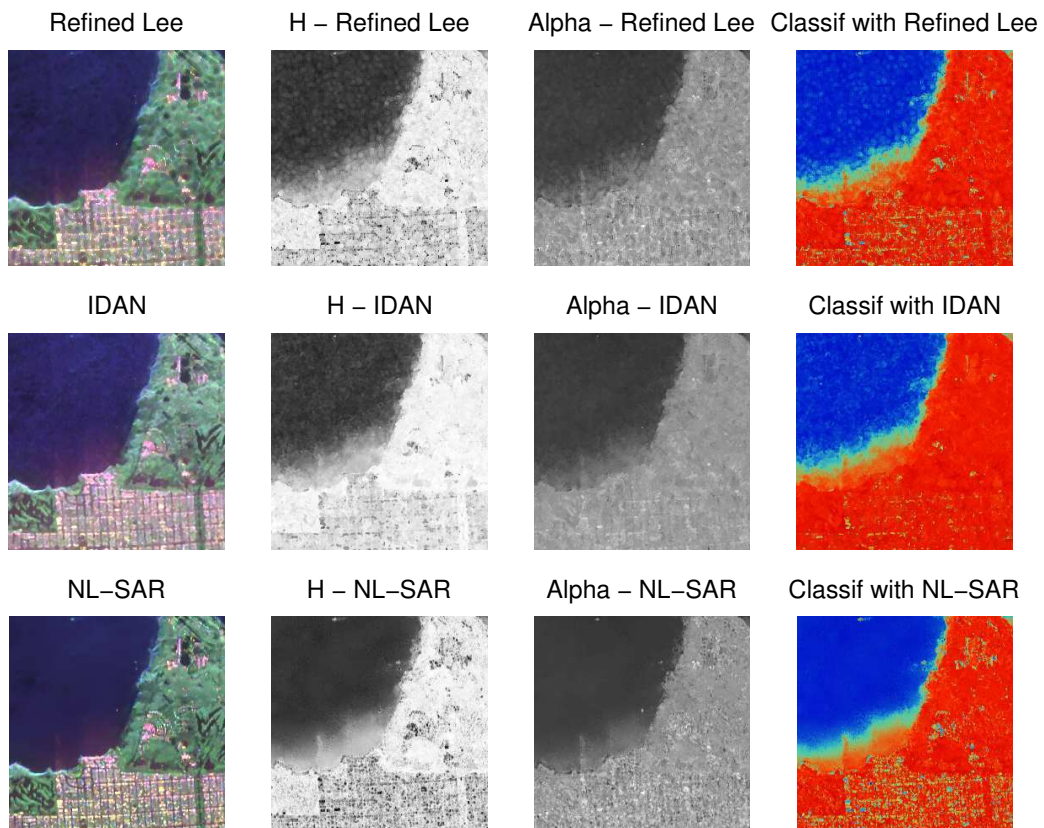 Refined Lee
H − Refined Lee
Alpha − Refined Lee
Classif with Refined Lee
IDAN
H − IDAN
Alpha − IDAN
Classif with IDAN
NL−SAR
H − NL−SAR
Alpha − NL−SAR
Classif with NL−SAR